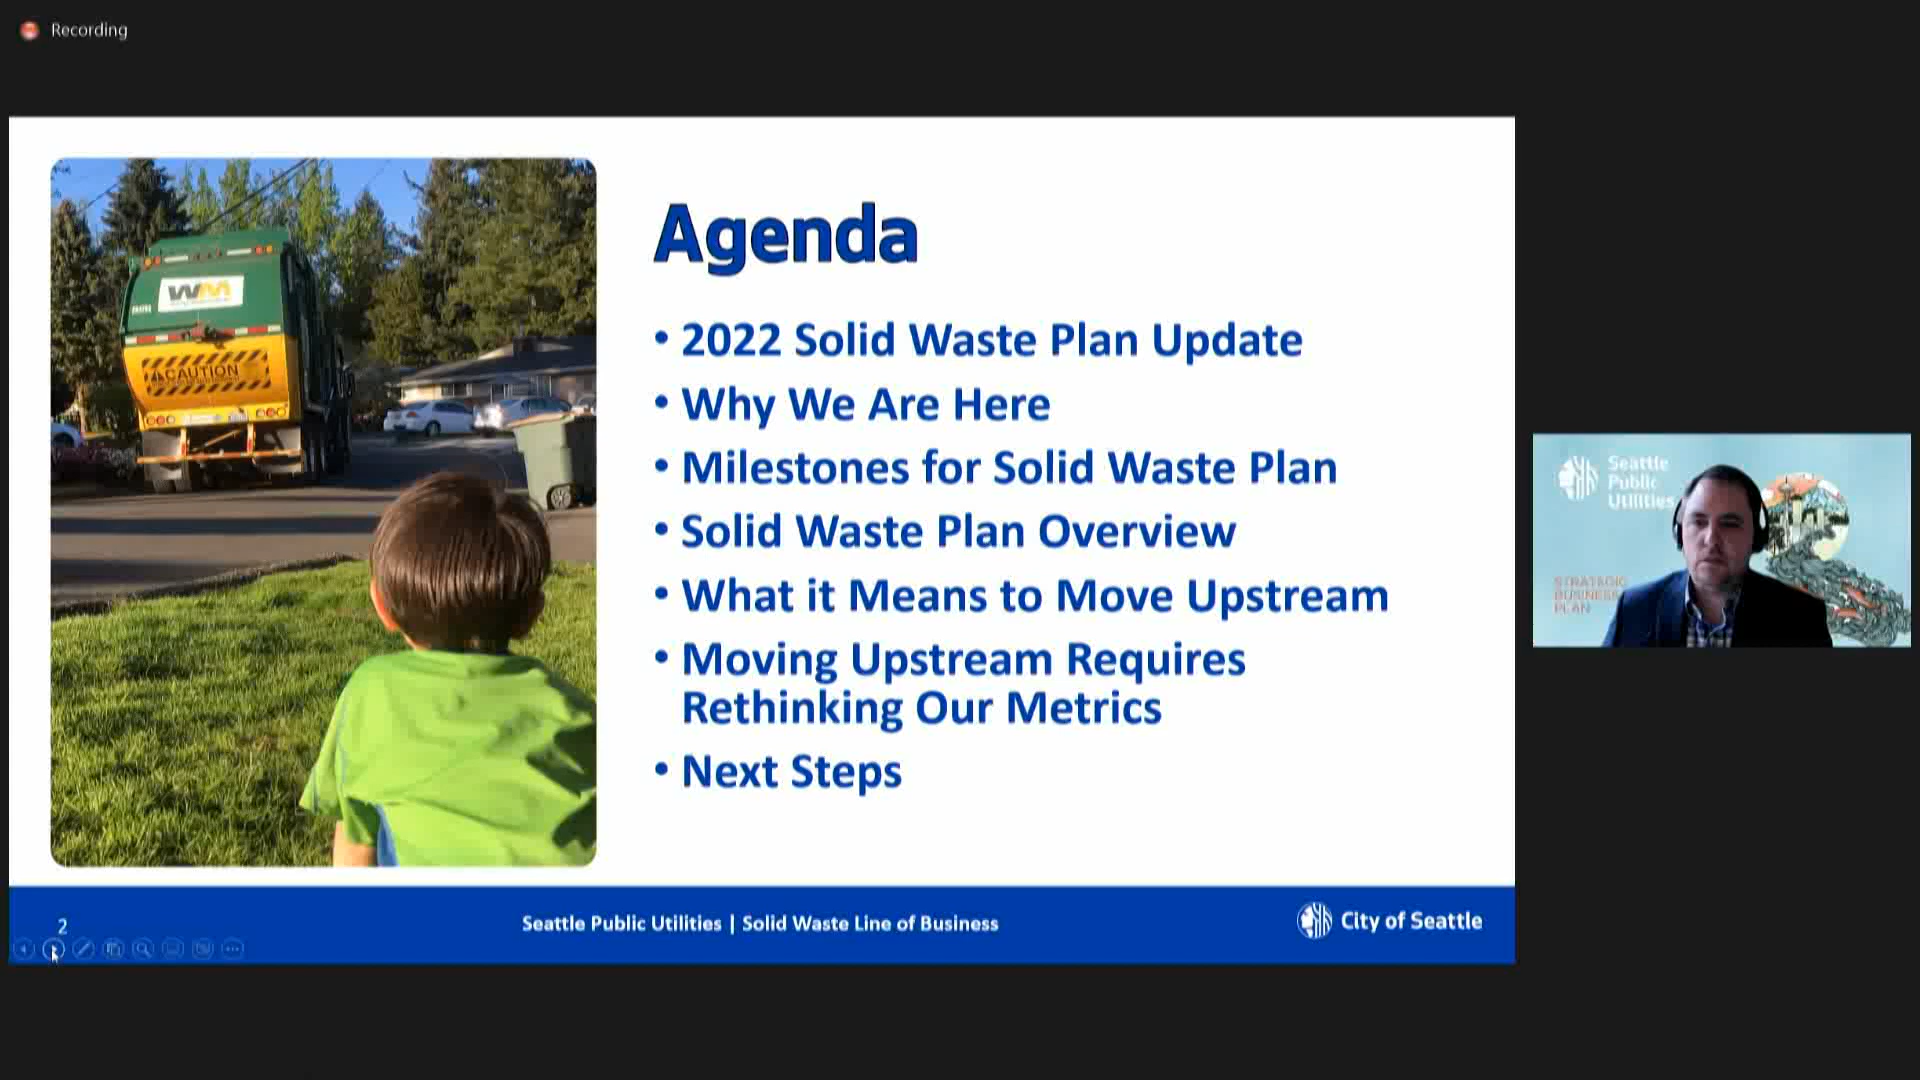 Recording
WM
CAUTION
Agenda
• 2022 Solid Waste Plan Update
• Why We Are Here
• Milestones for Solid Waste Plan
• Solid Waste Plan Overview
• What it Means to Move Upstream
• Moving Upstream Requires
Rethinking Our Metrics
• Next Steps
2
Seattle Public Utilities | Solid Waste Line of Business
City of Seattle
Seattle
Public
Utilities
STRATEGIC
BUSINESS
PLAN